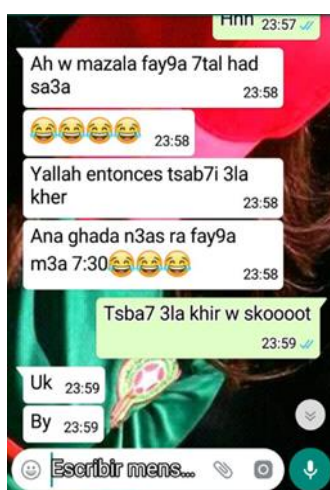 Hnn 23:57
Ah w mazala fay9a 7tal had
sa3a
23:58
😂😂😂😂 23:58
Yallah entonces tsab7i 3la
kher
23:58
Ana ghada n3as ra fay9a
m3a 7:30😂😂😂
23:58
Tsba7 3la khir w skoooot
23:59
Uk 23:59
By 23:59
Escribir mens...